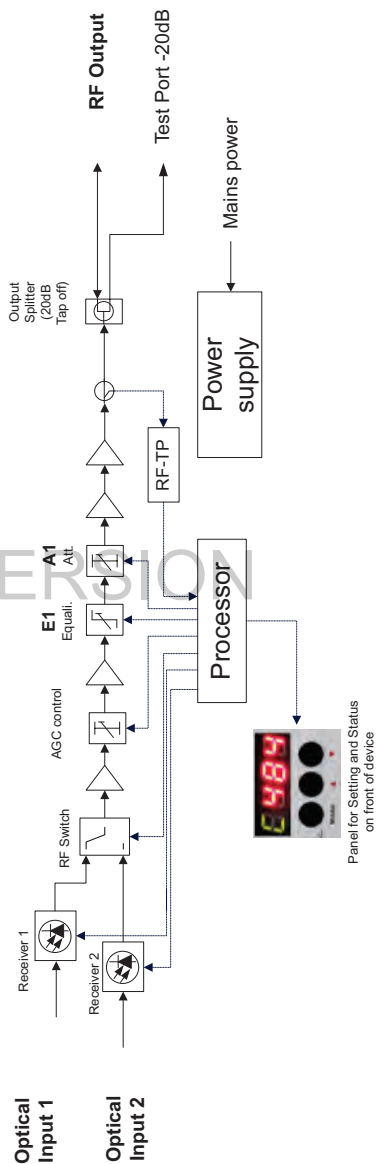 Optical
Input 1
Optical
Input 2
Receiver 1
Receiver 2
RF Switch
AGC control
E1
Equali.
A1
Att.
Output
Splitter
(20dB
Tap off)
RF Output
Test Port -20dB
RF-TP
Processor
Power
supply
Mains power
ERSION
E484
Panel for Setting and Status
on front of device